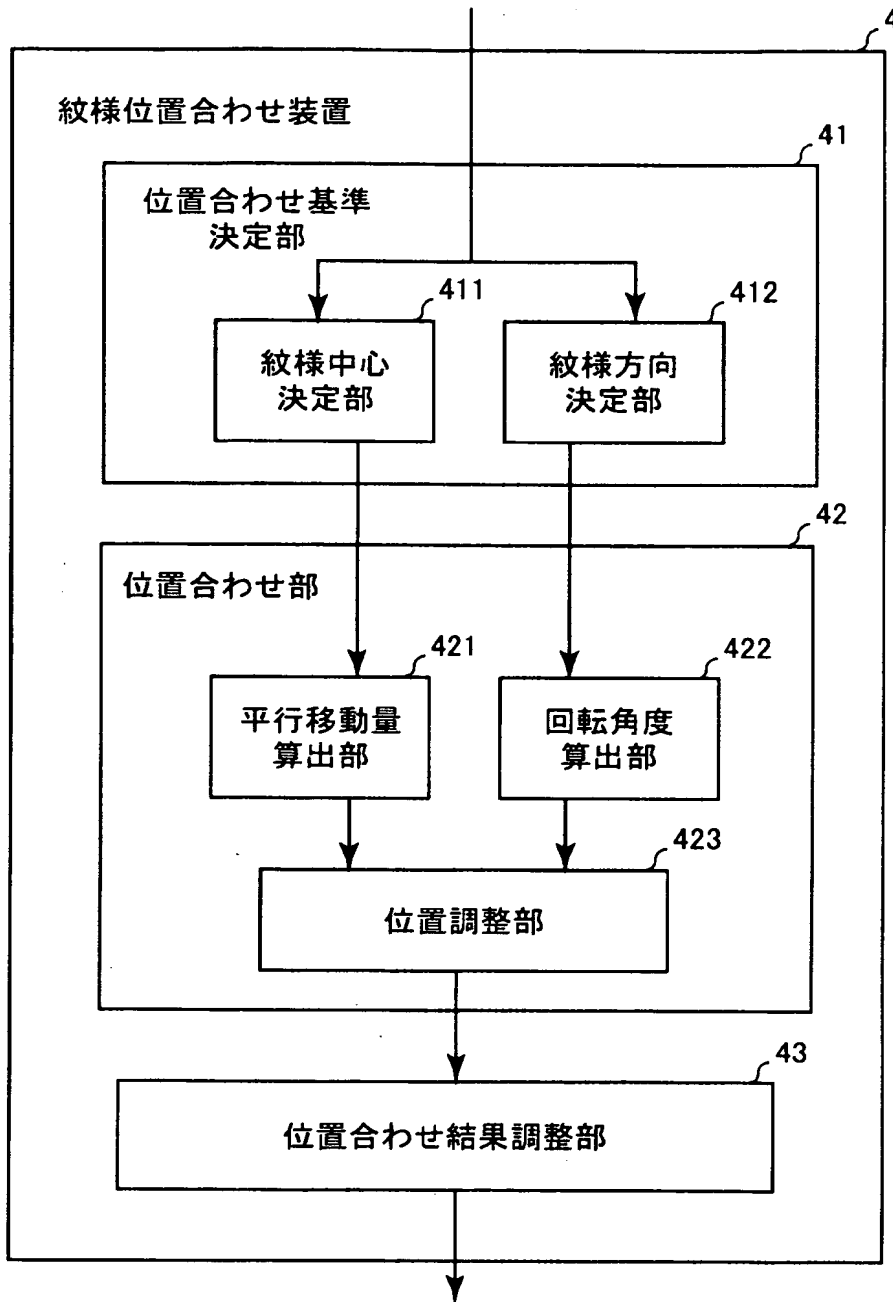 4
紋様位置合わせ装置
41
位置合わせ基準
決定部
411
412
紋様中心
決定部
紋様方向
決定部
42
位置合わせ部
421
422
平行移動量
算出部
回転角度
算出部
423
位置調整部
43
位置合わせ結果調整部